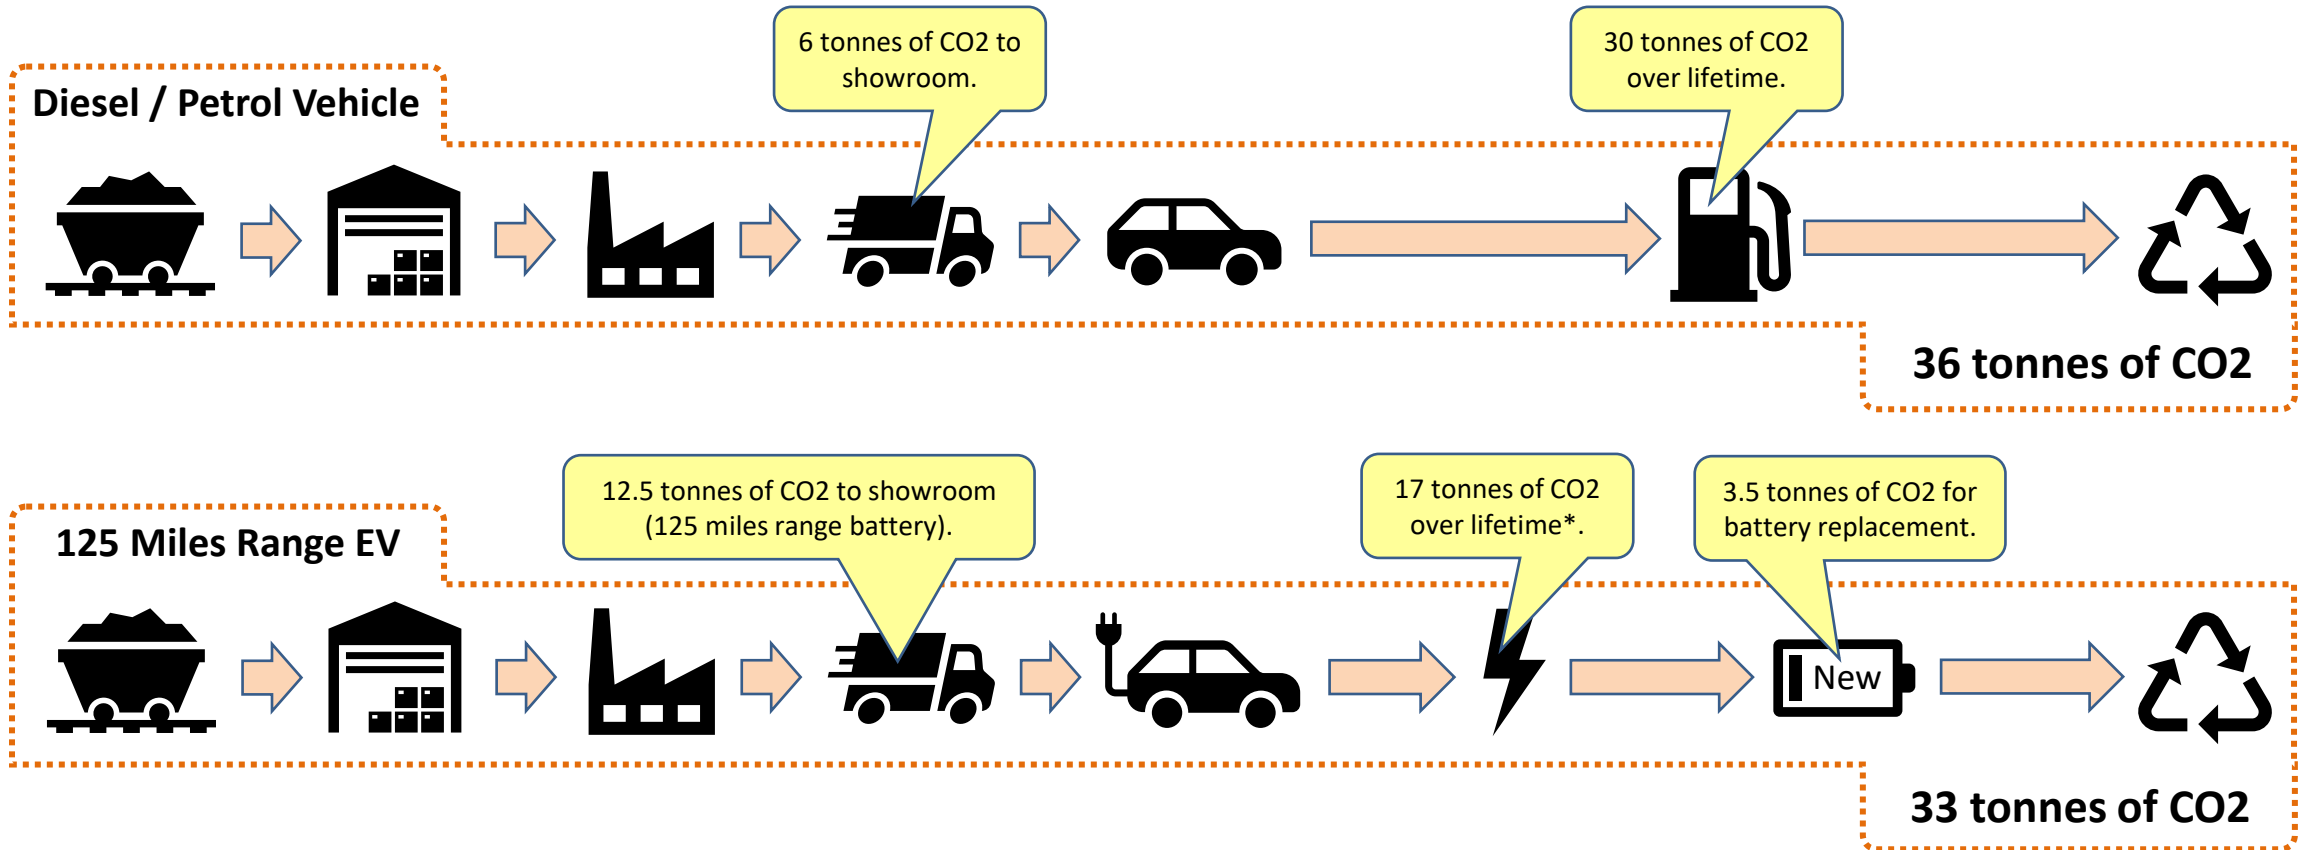 6 tonnes of CO2 to
showroom.
30 tonnes of CO2
over lifetime.
Diesel / Petrol Vehicle
36 tonnes of CO2
12.5 tonnes of CO2 to showroom
(125 miles range battery).
17 tonnes of CO2
over lifetime*.
3.5 tonnes of CO2 for
battery replacement.
125 Miles Range EV
New
33 tonnes of CO2